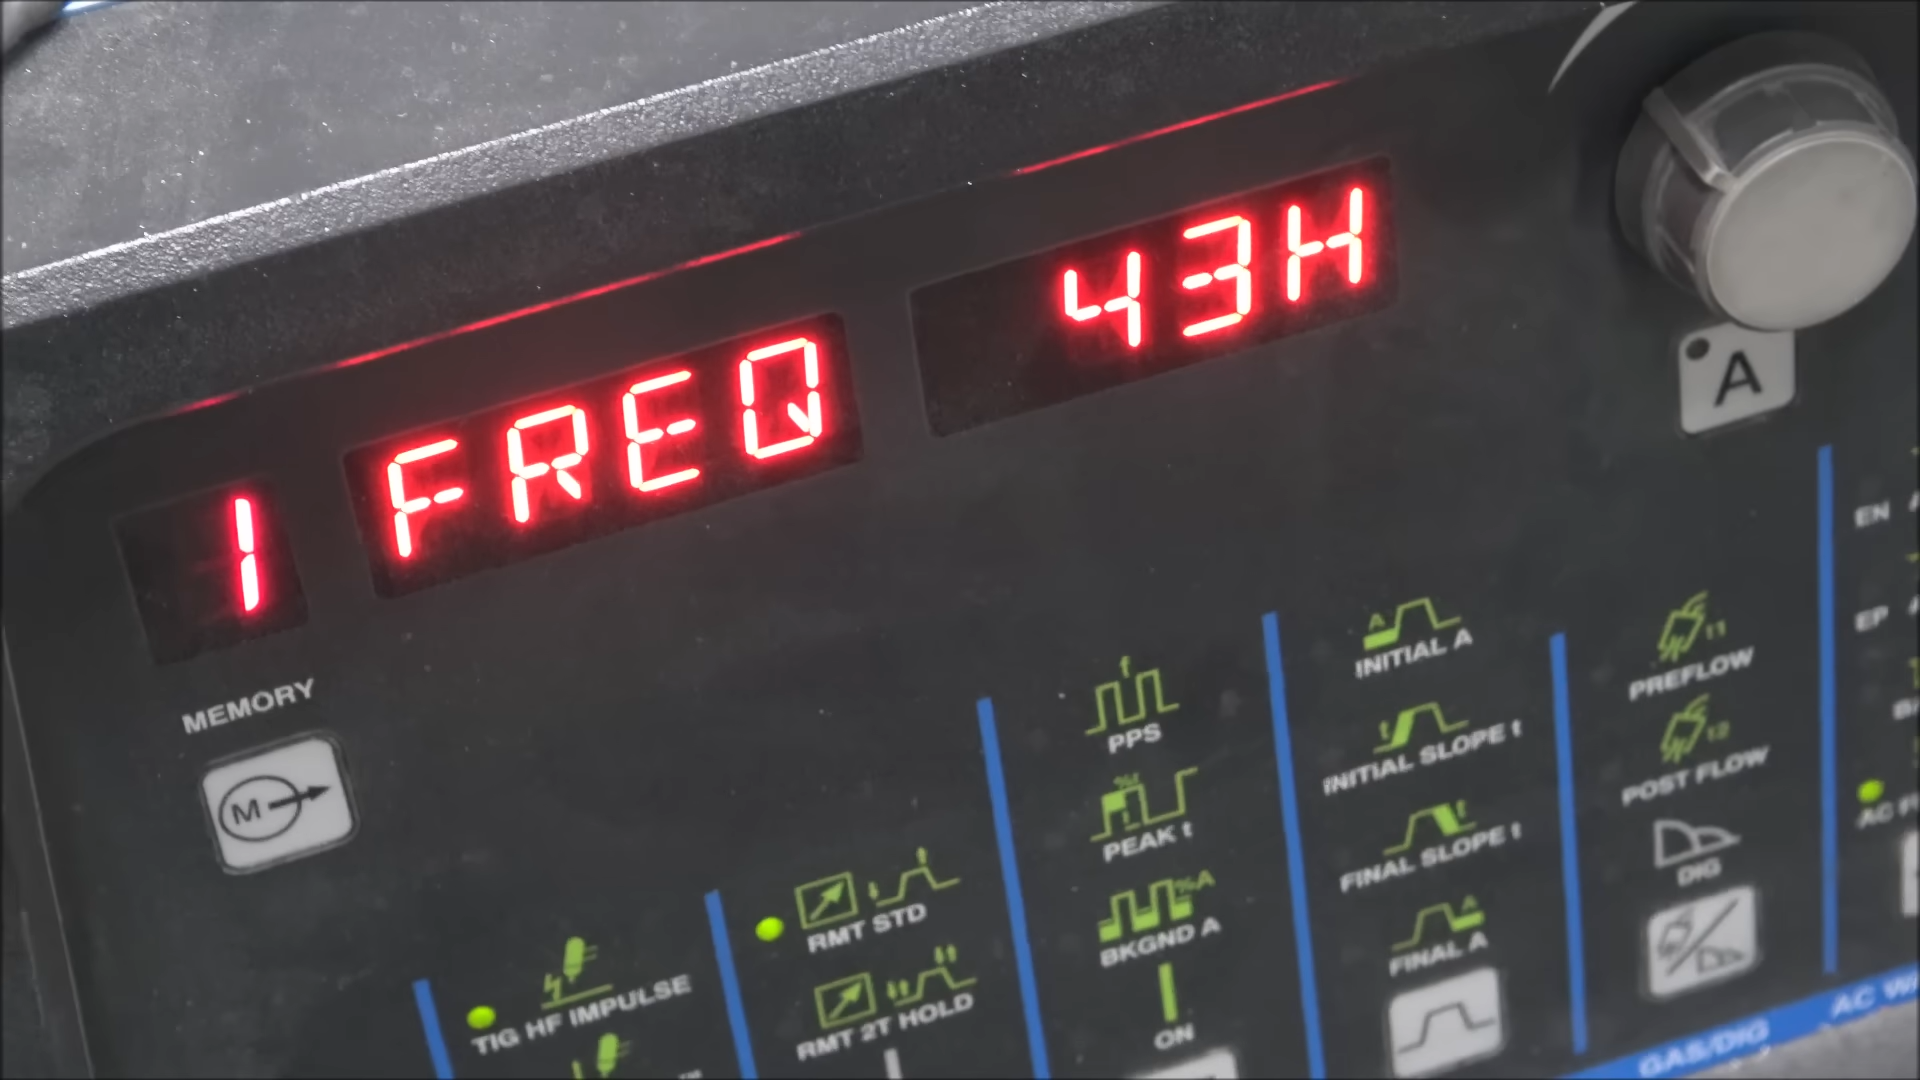 1 FREQ 43H
A
MEMORY
M
TIG HF IMPULSE
RMT STD
RMT 2T HOLD
f
PPS
PEAK t
%A
BKGND A
ON
A
INITIAL A
t
INITIAL SLOPE t
t
FINAL SLOPE t
A
FINAL A
PREFLOW
POST FLOW
DIG
GAS/DIG
EN
EP
AC